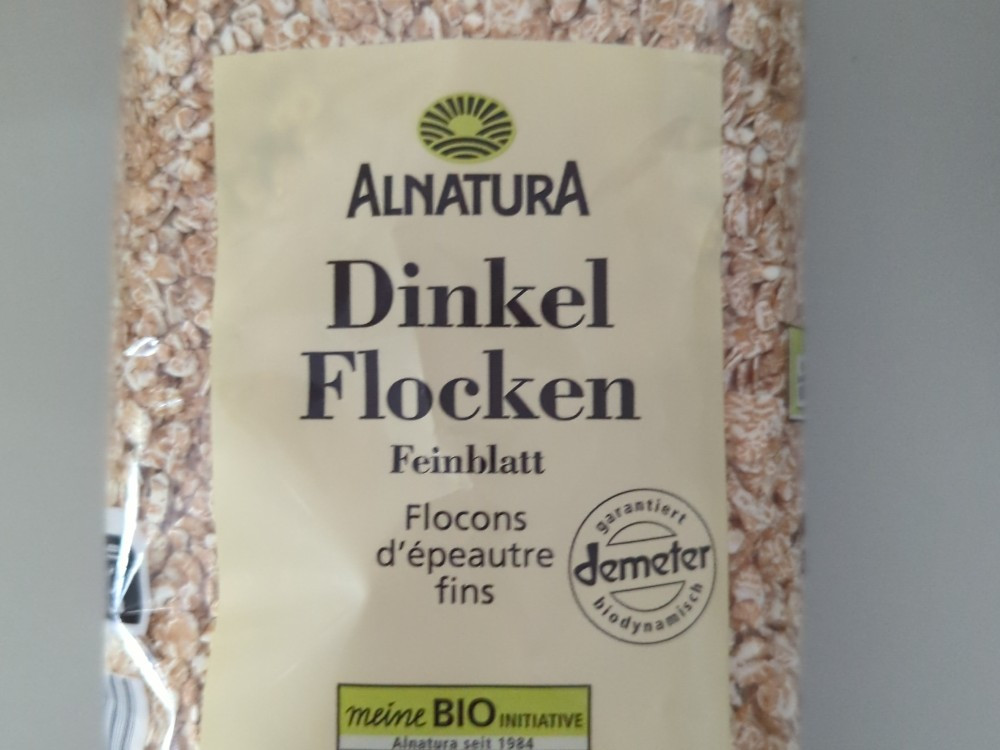 ALNATURA
Dinkel
Flocken
Feinblatt
Flocons
d'épeautre
fins
garantiert
demeter
biodynamisch
meine BIO INITIATIVE
Alnatura seit 1984